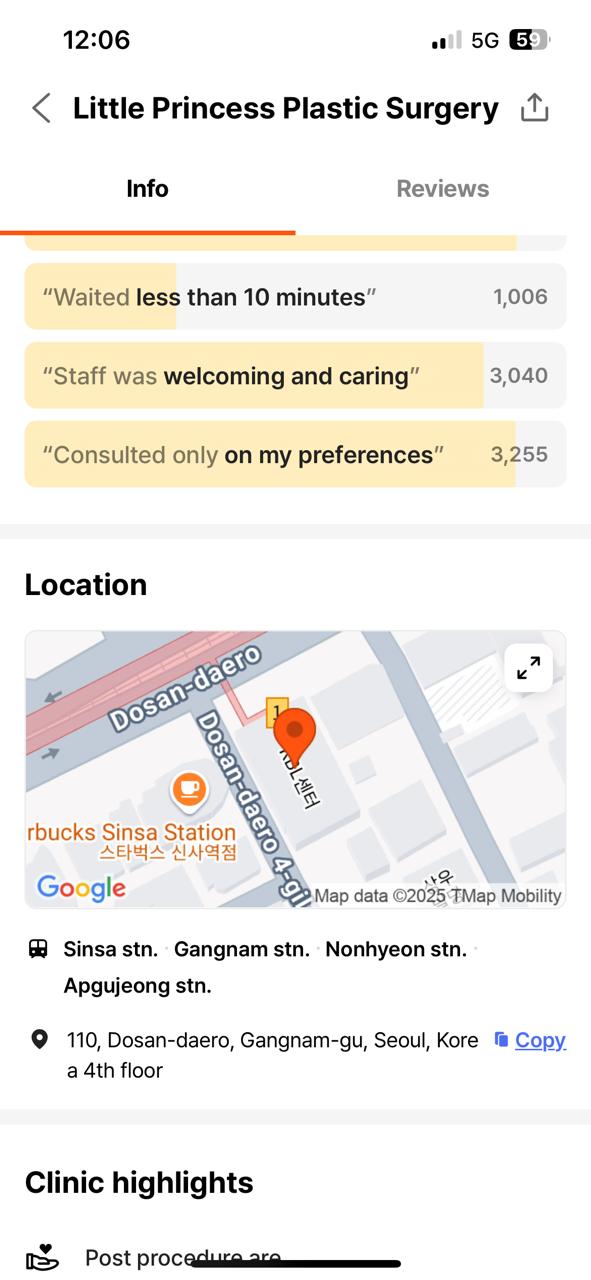 12:06
5G
59
Little Princess Plastic Surgery
Info
Reviews
“Waited less than 10 minutes”
1,006
“Staff was welcoming and caring”
3,040
“Consulted only on my preferences”
3,255
Location
Dosan-daero
1
Dosan-daero 4-gil
센터
rbucks Sinsa Station
스타벅스 신사역점
Google
Map data ©2025 TMap Mobility
Sinsa stn. · Gangnam stn. · Nonhyeon stn. ·
Apgujeong stn.
110, Dosan-daero, Gangnam-gu, Seoul, Kore
a 4th floor
Copy
Clinic highlights
Post procedure are